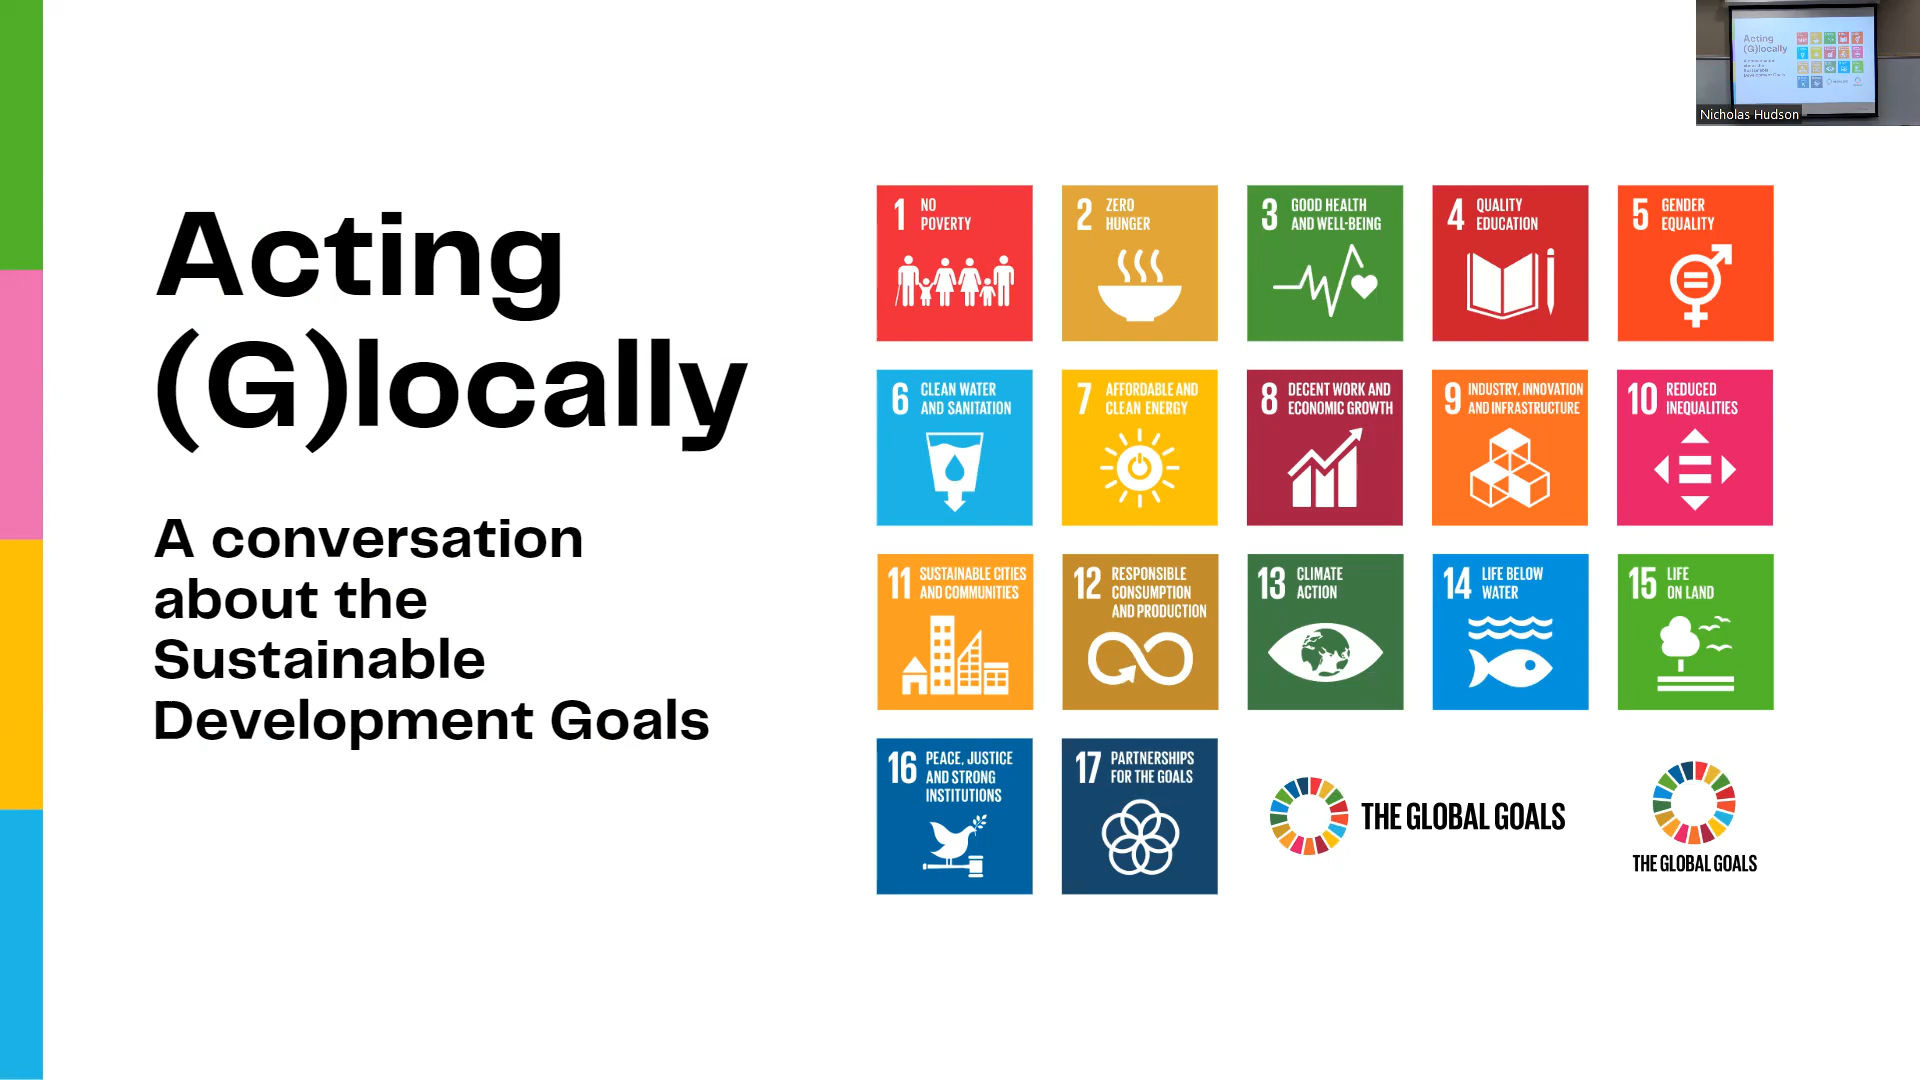 Acting
(G)locally
A conversation
about the
Sustainable
Development Goals
1 NO
POVERTY
2 ZERO
HUNGER
3 GOOD HEALTH
AND WELL-BEING
4 QUALITY
EDUCATION
5 GENDER
EQUALITY
6 CLEAN WATER
AND SANITATION
7 AFFORDABLE AND
CLEAN ENERGY
8 DECENT WORK AND
ECONOMIC GROWTH
9 INDUSTRY, INNOVATION
AND INFRASTRUCTURE
10 REDUCED
INEQUALITIES
11 SUSTAINABLE CITIES
AND COMMUNITIES
12 RESPONSIBLE
CONSUMPTION
AND PRODUCTION
13 CLIMATE
ACTION
14 LIFE BELOW
WATER
15 LIFE
ON LAND
16 PEACE, JUSTICE
AND STRONG
INSTITUTIONS
17 PARTNERSHIPS
FOR THE GOALS
THE GLOBAL GOALS
THE GLOBAL GOALS
Acting
(G)locally
Nicholas Hudson